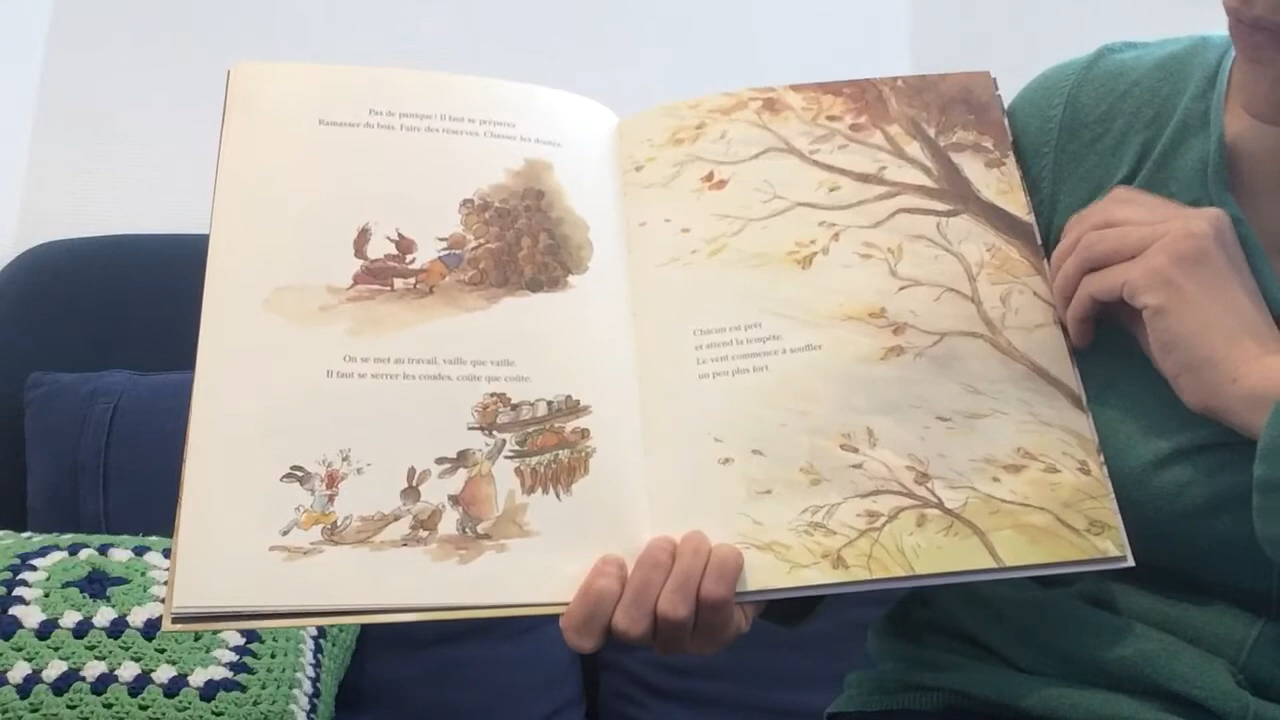 Pas de panique! Il faut se préparer.
Ramasser du bois. Faire des réserves. Chasser les doutes.
On se met au travail, vaille que vaille.
Il faut se serrer les coudes, coûte que coûte.
Chacun est prêt
et attend la tempête.
Le vent commence à souffler
un peu plus fort.